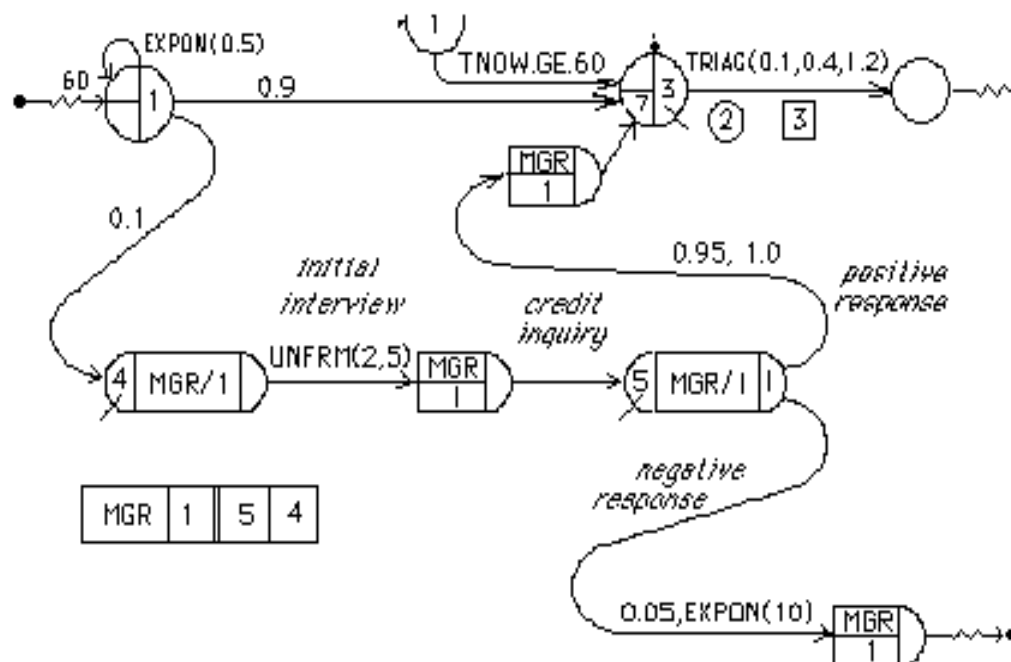 EXPON(0.5)
1
60
1
TNOW.GE.60
0.9
7
3
TRIAG(0.1,0.4,1.2)
2
3
MGR
1
0.1
0.95, 1.0
initial
interview
credit
inquiry
positive
response
4
MGR/1
UNFRM(2,5)
MGR
1
5
MGR/1
1
negative
response
MGR 1 5 4
0.05,EXPON(10)
MGR
1